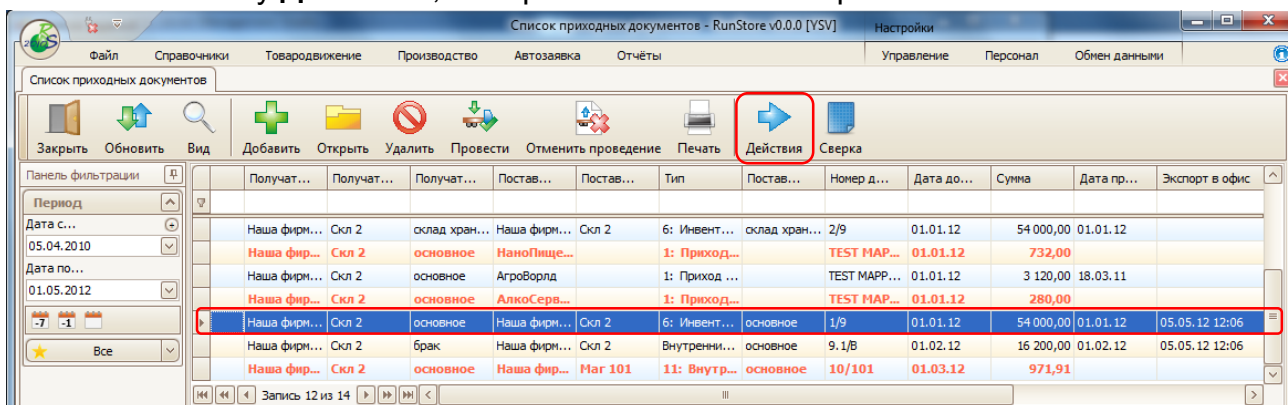 Список приходных документов - RunStore v0.0.0 [YSV] Настройки
Файл Справочники Товародвижение Производство Автозаявка Отчёты Управление Персонал Обмен данными
Список приходных документов
Закрыть Обновить Вид Добавить Открыть Удалить Провести Отменить проведение Печать Действия Сверка
Панель фильтрации
Период
Дата с...
05.04.2010
Дата по...
01.05.2012
-7 -1
Все
Получат... Получат... Получат... Постав... Постав... Тип Постав... Номер д... Дата до... Сумма Дата пр... Экспорт в офис
Наша фирм... Скл 2 склад хран... Наша фирм... Скл 2 6: Инвент... склад хран... 2/9 01.01.12 54 000,00 01.01.12
Наша фир... Скл 2 основное НаноПище... 1: Приход... TEST MAP... 01.01.12 732,00
Наша фирм... Скл 2 основное АгроВорлд 1: Приход ... TEST MAPP... 01.01.12 3 120,00 18.03.11
Наша фир... Скл 2 основное АлкоСерв... 1: Приход... TEST MAP... 01.01.12 280,00
Наша фирм... Скл 2 основное Наша фирм... Скл 2 6: Инвент... основное 1/9 01.01.12 54 000,00 01.01.12 05.05.12 12:06
Наша фирм... Скл 2 брак Наша фирм... Скл 2 Внутренни... основное 9.1/В 01.02.12 16 200,00 01.02.12 05.05.12 12:06
Наша фир... Скл 2 основное Наша фир... Маг 101 11: Внутр... основное 10/101 01.03.12 971,91
Запись 12 из 14